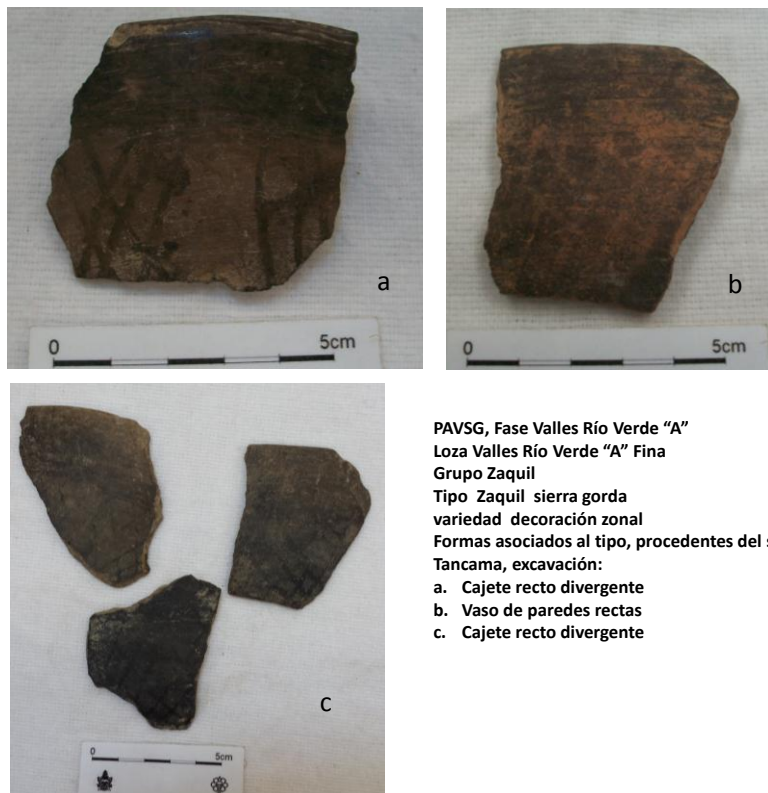 a
0 5cm
b
0 5cm
c
0 5cm
PAVSG, Fase Valles Río Verde “A”
Loza Valles Río Verde “A” Fina
Grupo Zaquil
Tipo Zaquil sierra gorda
variedad decoración zonal
Formas asociados al tipo, procedentes del
Tancama, excavación:
a. Cajete recto divergente
b. Vaso de paredes rectas
c. Cajete recto divergente